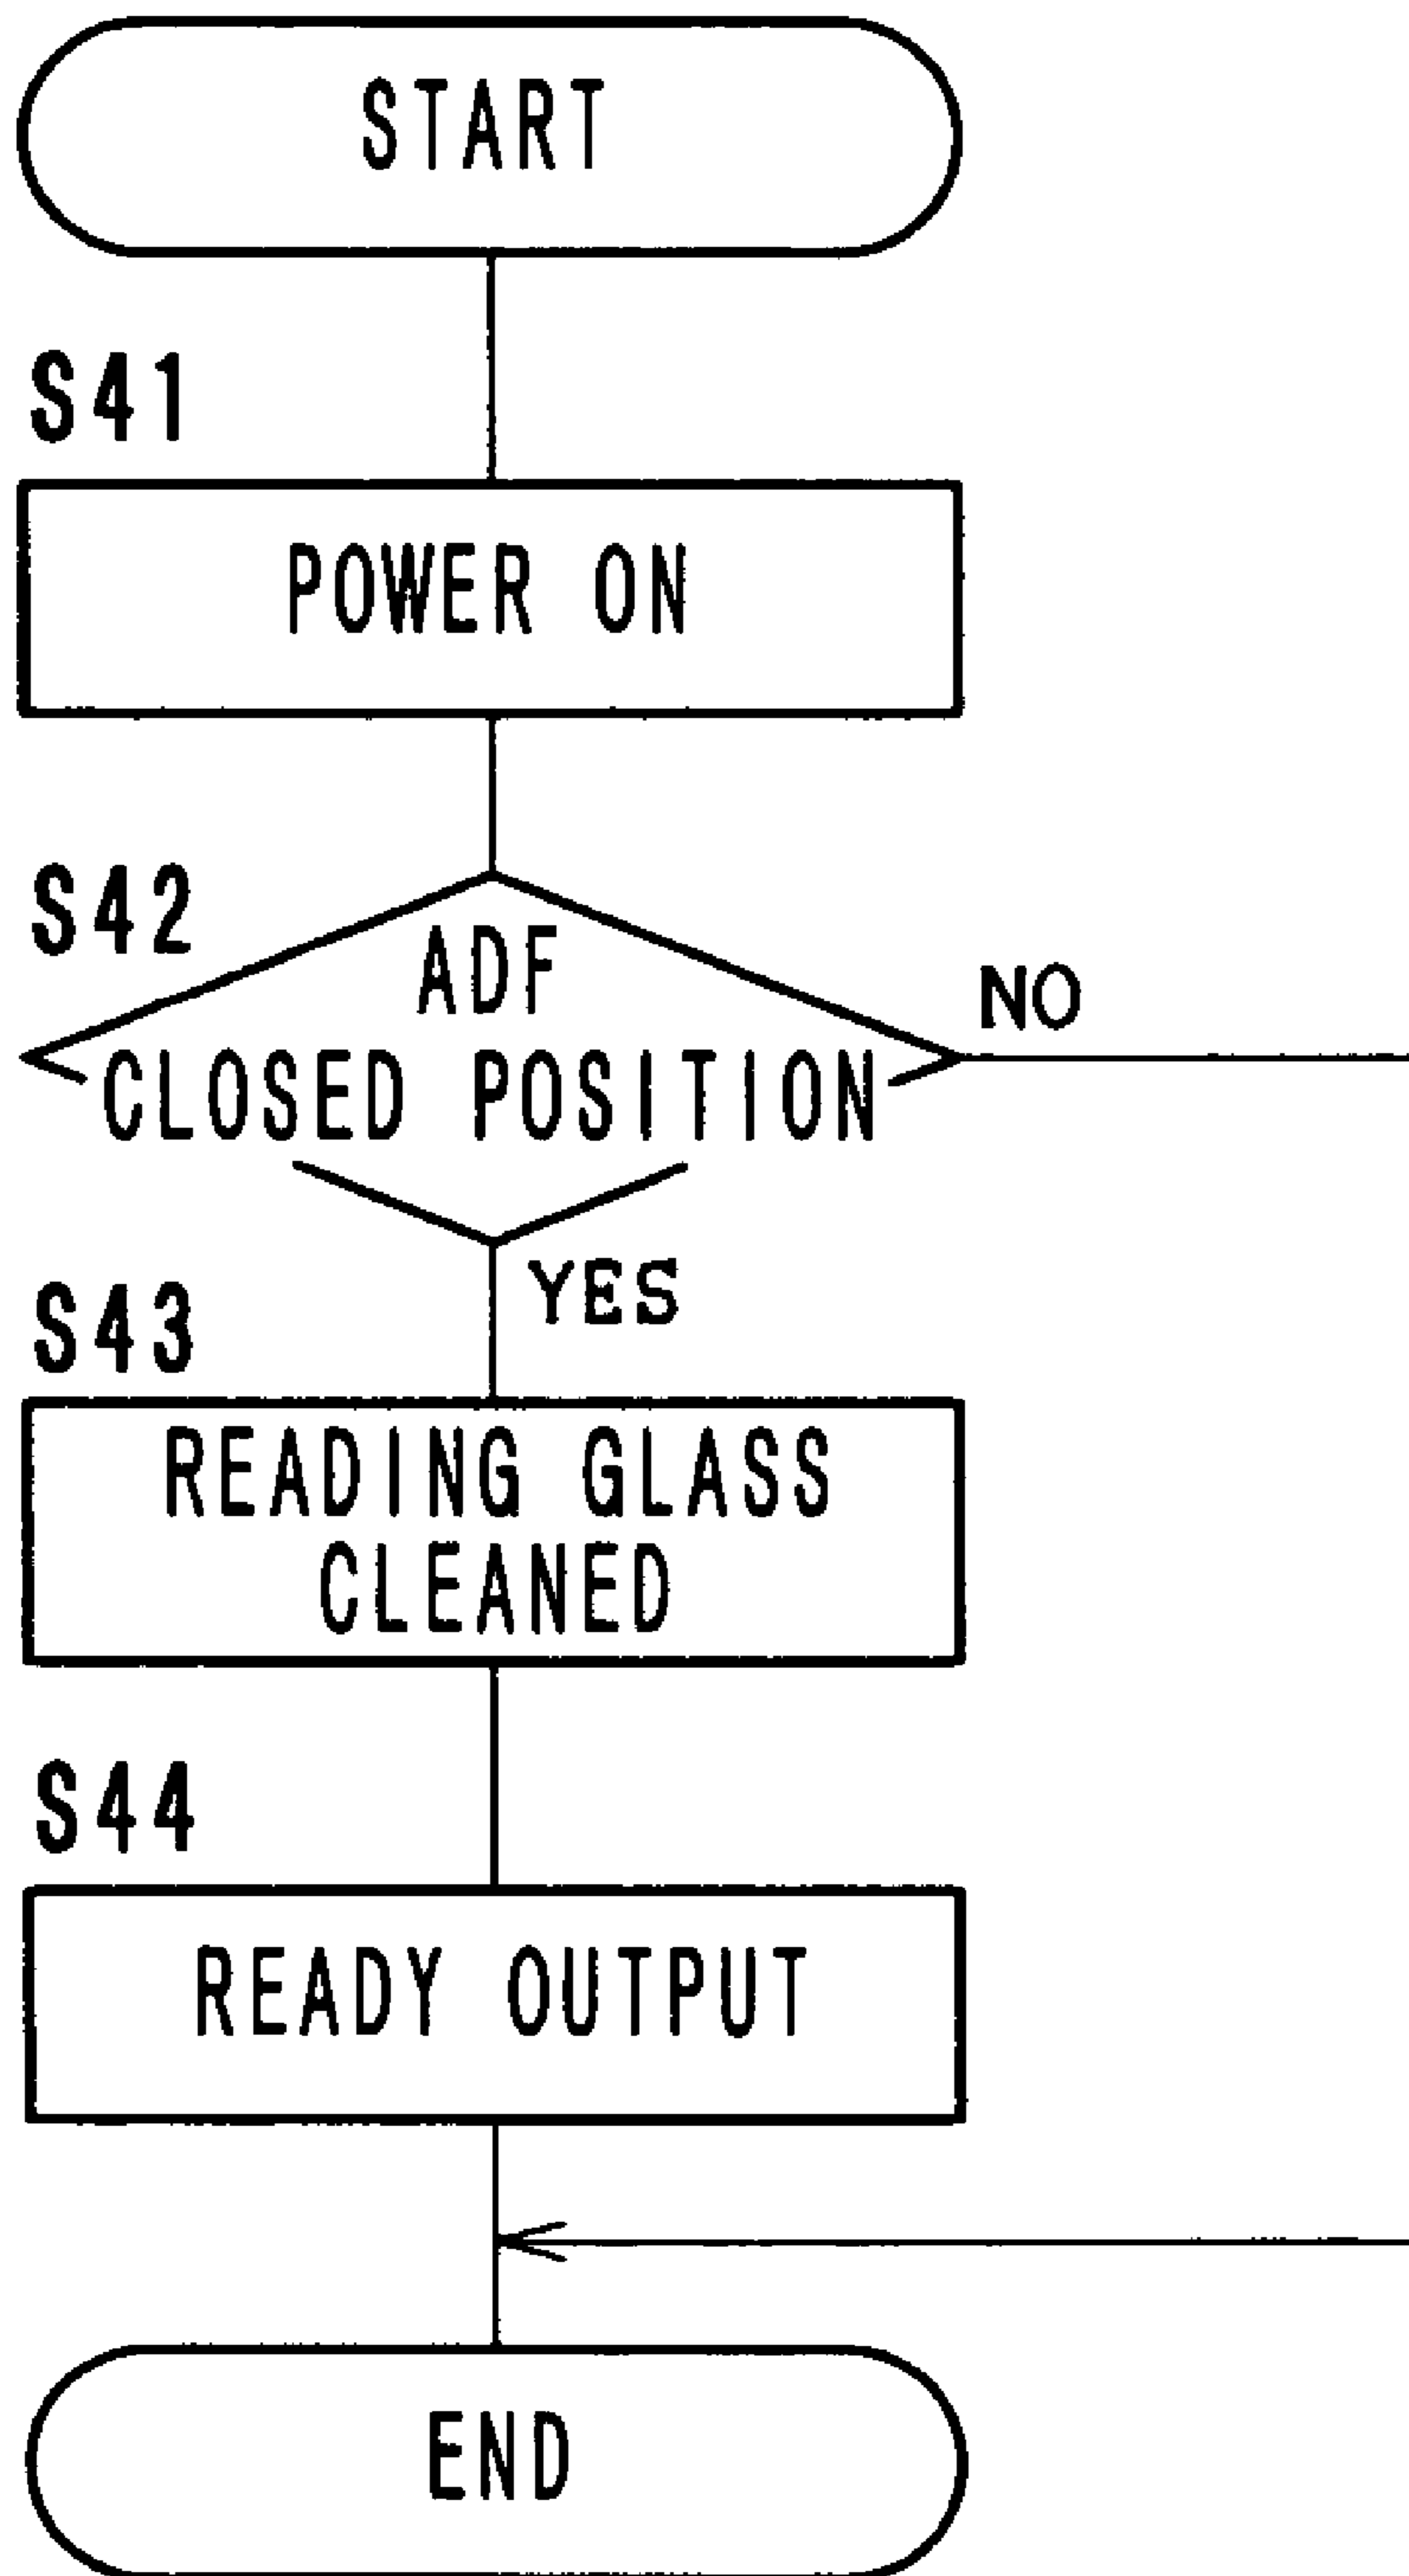 START
S41
POWER ON
S42
ADF
CLOSED POSITION
NO
YES
S43
READING GLASS
CLEANED
S44
READY OUTPUT
END